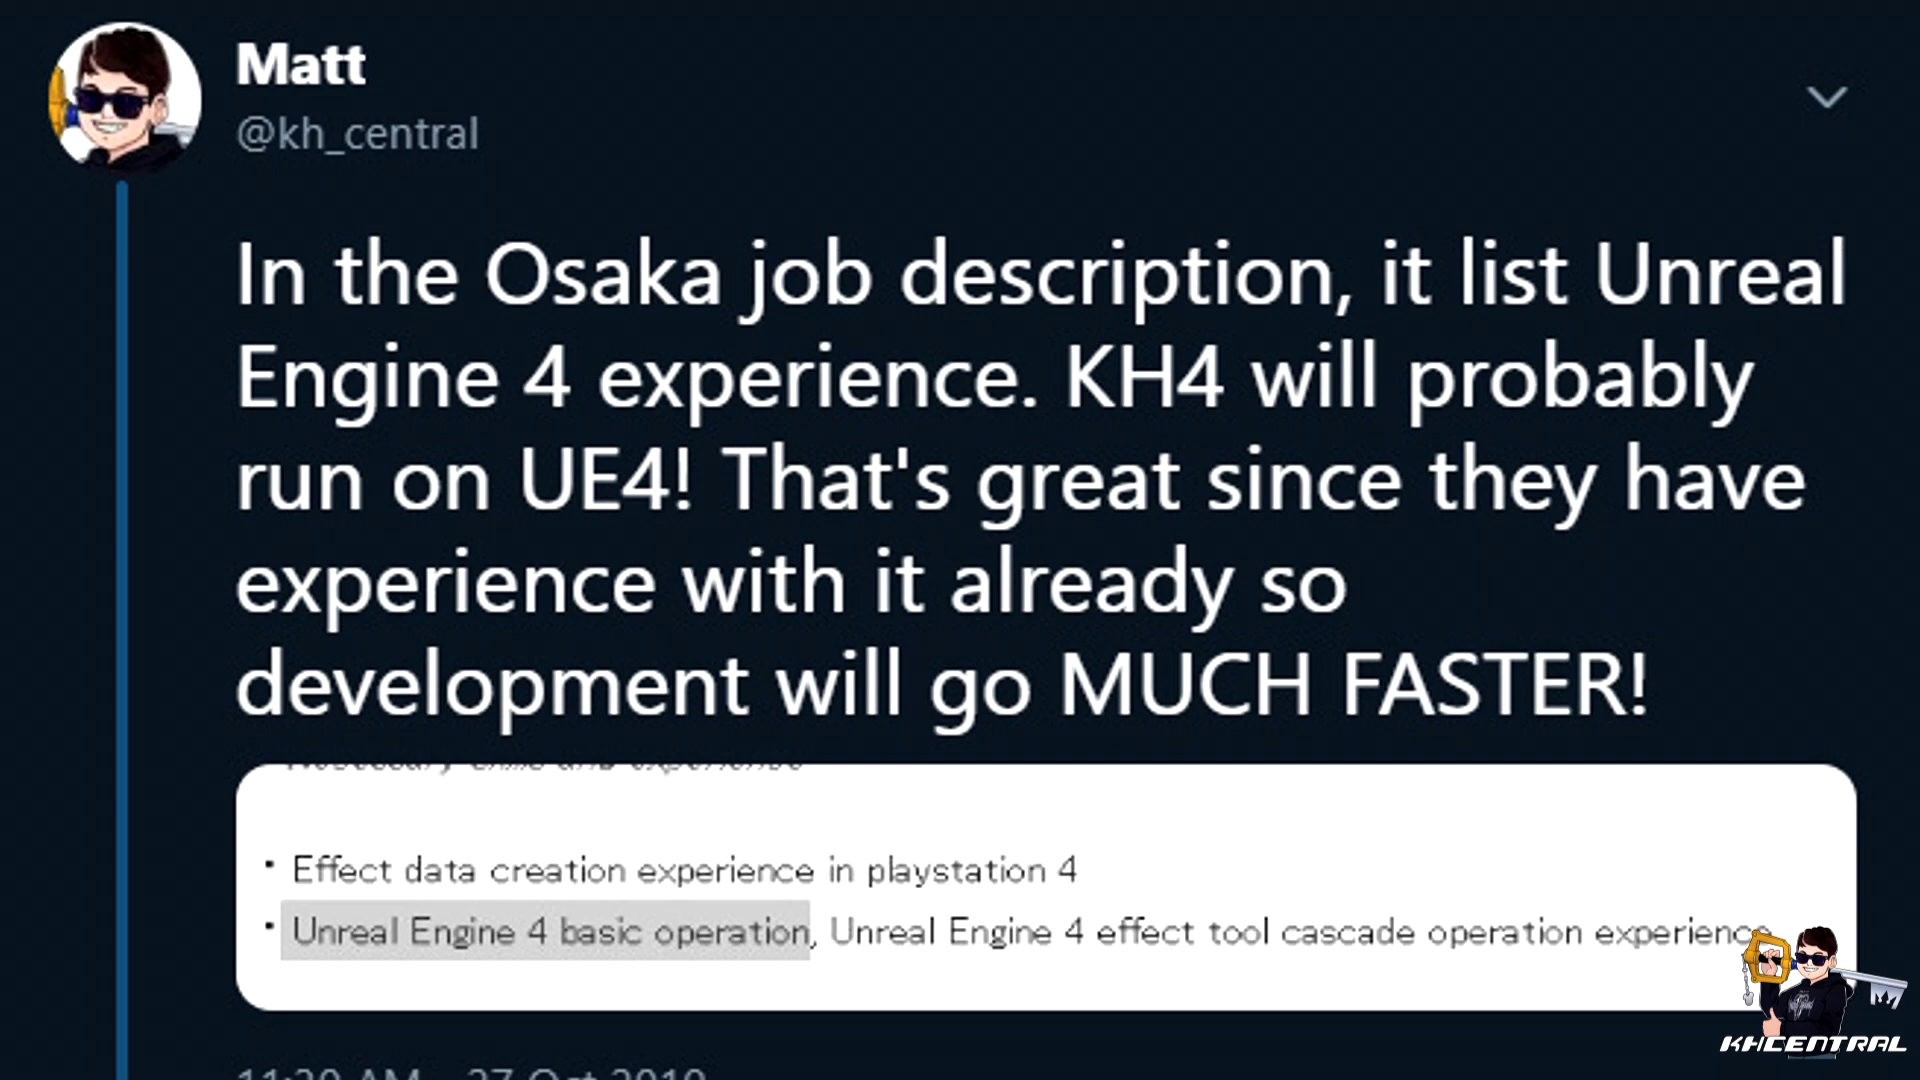 Matt
@kh_central
In the Osaka job description, it list Unreal
Engine 4 experience. KH4 will probably
run on UE4! That's great since they have
experience with it already so
development will go MUCH FASTER!
• Effect data creation experience in playstation 4
• Unreal Engine 4 basic operation, Unreal Engine 4 effect tool cascade operation experience
KHCENTRAL